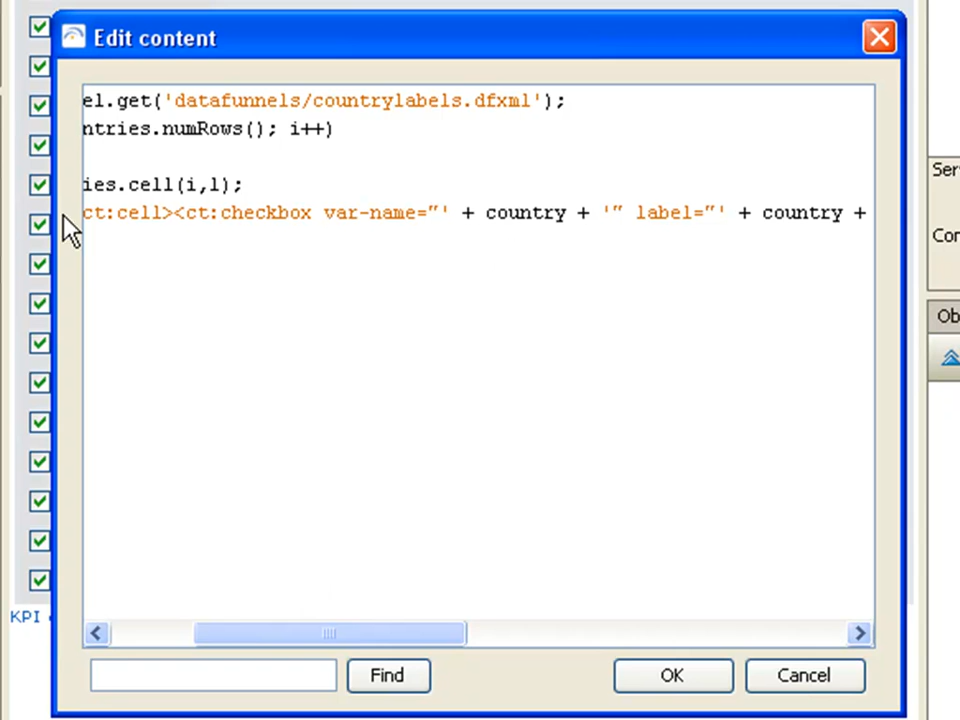 Edit content
el.get('datafunnels/countrylabels.dfxml');
ntries.numRows(); i++)
ies.cell(i,1);
ct:cell><ct:checkbox var-name="' + country + '" label="' + country +
Ser
Con
Ob
KPI
Find
OK
Cancel